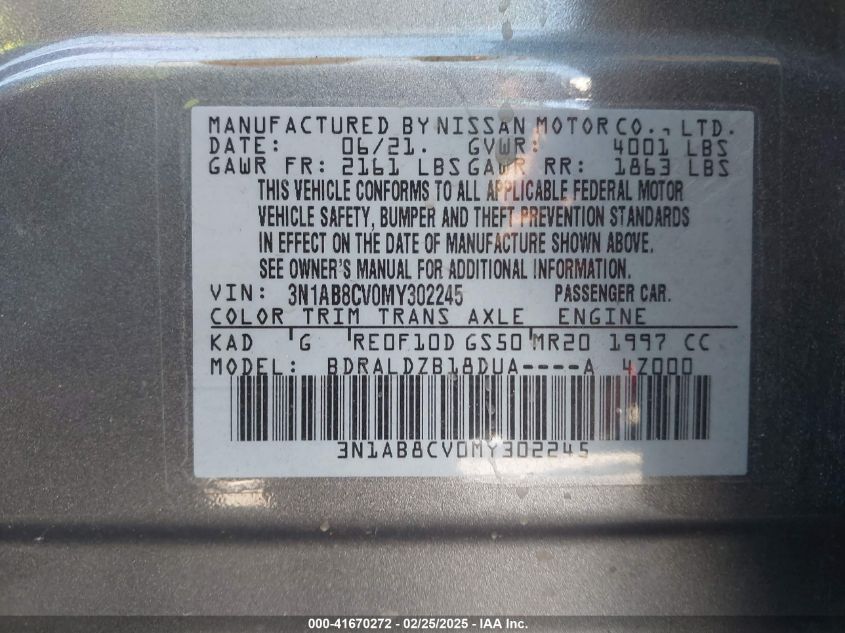 MANUFACTURED BY NISSAN MOTOR CO., LTD.
DATE: 06/21. GVWR: 4001 LBS
GAWR FR: 2161 LBS GAWR RR: 1863 LBS
THIS VEHICLE CONFORMS TO ALL APPLICABLE FEDERAL MOTOR
VEHICLE SAFETY, BUMPER AND THEFT PREVENTION STANDARDS
IN EFFECT ON THE DATE OF MANUFACTURE SHOWN ABOVE.
SEE OWNER'S MANUAL FOR ADDITIONAL INFORMATION.
VIN: 3N1AB8CV0MY302245 PASSENGER CAR.
COLOR TRIM TRANS AXLE ENGINE
KAD G RE0F10D GS50 MR20 1997 CC
MODEL: BDRALDZB18DUA----A 4Z000
3N1AB8CV0MY302245
000-41670272 - 02/25/2025 - IAA Inc.